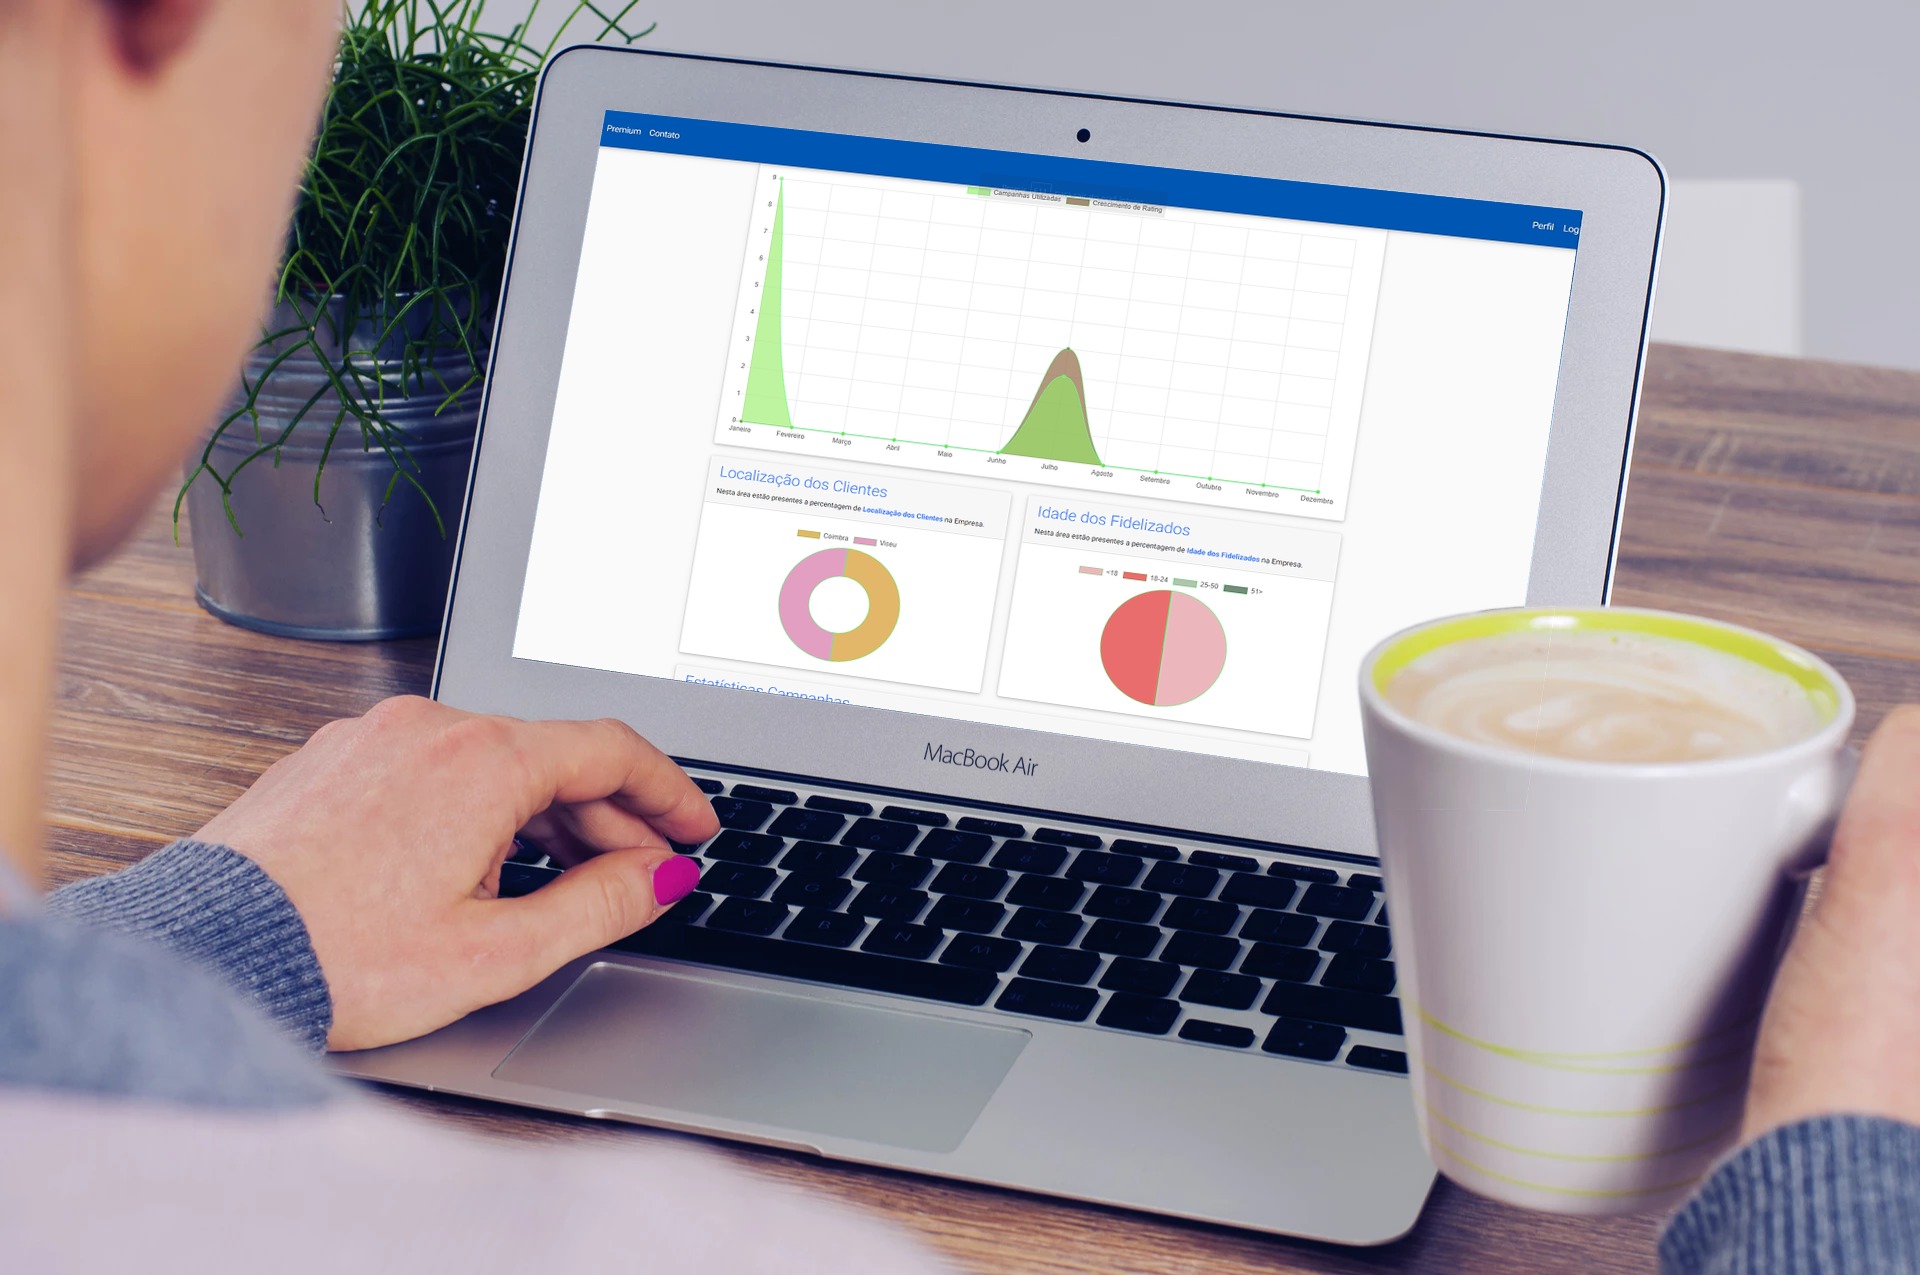 Premium Contato
Perfil Log
Campanhas Utilizadas Crescimento de Rating
9
8
7
6
5
4
3
2
1
0
Janeiro Fevereiro Março Abril Maio Junho Julho Agosto Setembro Outubro Novembro Dezembro
Localização dos Clientes
Nesta área estão presentes a percentagem de Localização dos Clientes na Empresa.
Coimbra Viseu
Idade dos Fidelizados
Nesta área estão presentes a percentagem de Idade dos Fidelizados na Empresa.
<18 18-24 25-50 51>
Estatísticas Campanhas
MacBook Air
R T Y
F G H
V B N M